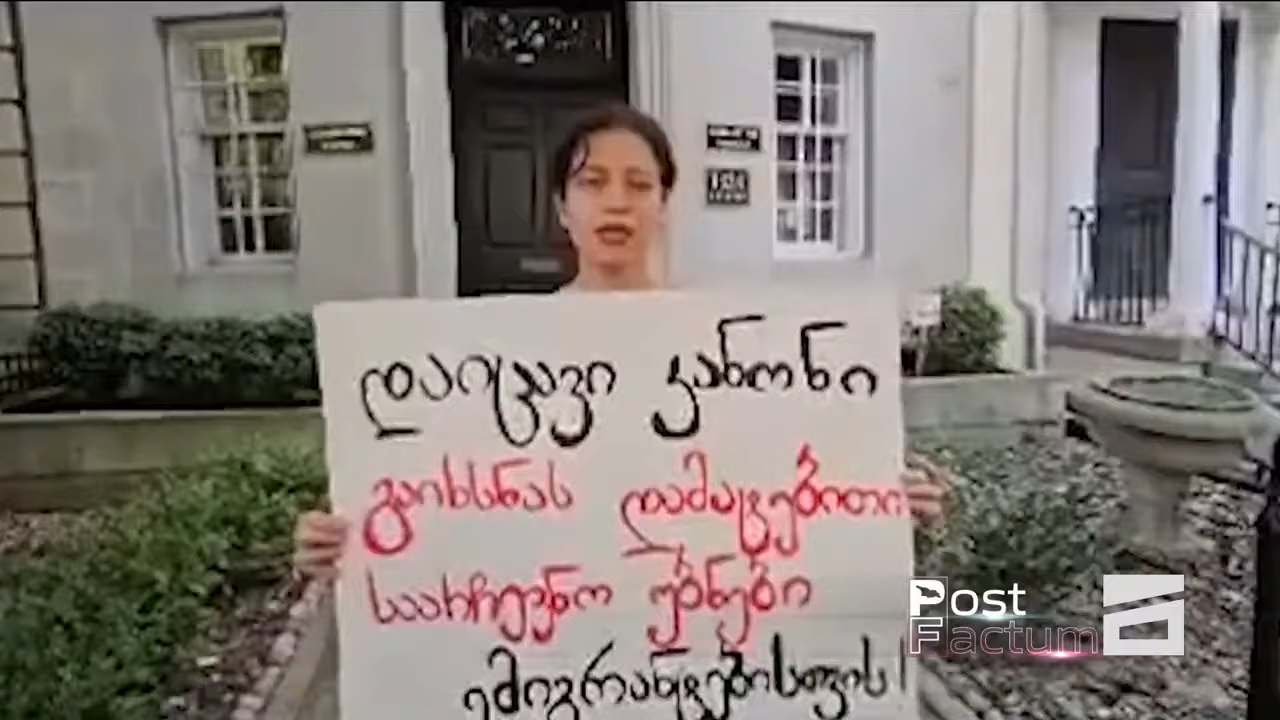 დაიცავი კანონი
გაიხსნას დამატებითი
საარჩევნო უბნები
ემიგრანტებისთვის!
Post
Factum